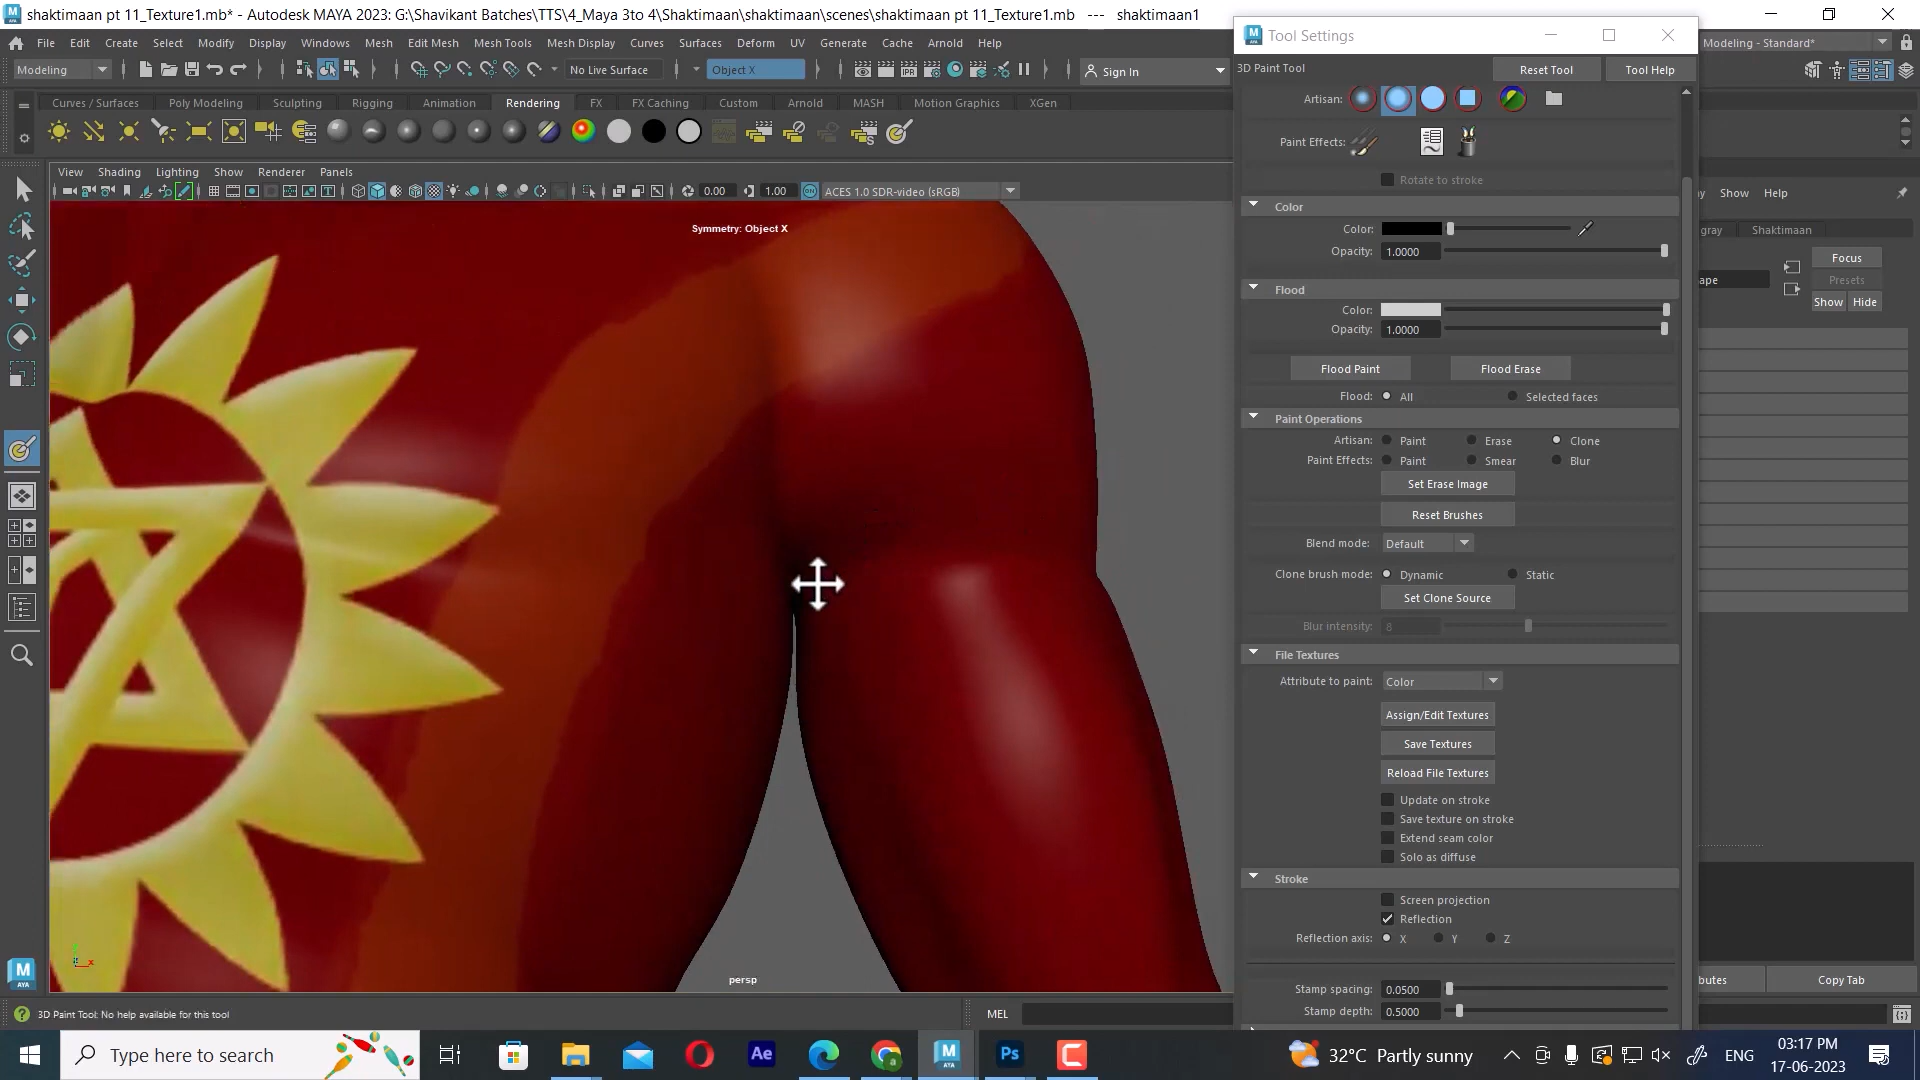 shaktimaan pt 11_Texture1.mb* - Autodesk MAYA 2023: G:\Shavikant Batches\TTS\4_Maya 3to 4\Shaktimaan\shaktimaan\scenes\shaktimaan pt 11_Texture1.mb --- shaktimaan1
File Edit Create Select Modify Display Windows Mesh Edit Mesh Mesh Tools Mesh Display Curves Surfaces Deform UV Generate Cache Arnold Help
Modeling No Live Surface Object X Sign In
Curves / Surfaces Poly Modeling Sculpting Rigging Animation Rendering FX FX Caching Custom Arnold MASH Motion Graphics XGen
View Shading Lighting Show Renderer Panels
0.00 1.00 ACES 1.0 SDR-video (sRGB)
Symmetry: Object X
persp
3D Paint Tool: No help available for this tool
MEL
Tool Settings
3D Paint Tool Reset Tool Tool Help
Artisan:
Paint Effects:
Rotate to stroke
Color
Color:
Opacity: 1.0000
Flood
Color:
Opacity: 1.0000
Flood Paint Flood Erase
Flood: All Selected faces
Paint Operations
Artisan: Paint Erase Clone
Paint Effects: Paint Smear Blur
Set Erase Image
Reset Brushes
Blend mode: Default
Clone brush mode: Dynamic Static
Set Clone Source
Blur intensity: 8
File Textures
Attribute to paint: Color
Assign/Edit Textures
Save Textures
Reload File Textures
Update on stroke
Save texture on stroke
Extend seam color
Solo as diffuse
Stroke
Screen projection
Reflection
Reflection axis: X Y Z
Stamp spacing: 0.0500
Stamp depth: 0.5000
Modeling - Standard*
Show Help
gray Shaktimaan
ape
Focus
Presets
Show Hide
butes Copy Tab
Type here to search
32°C Partly sunny
ENG
03:17 PM
17-06-2023